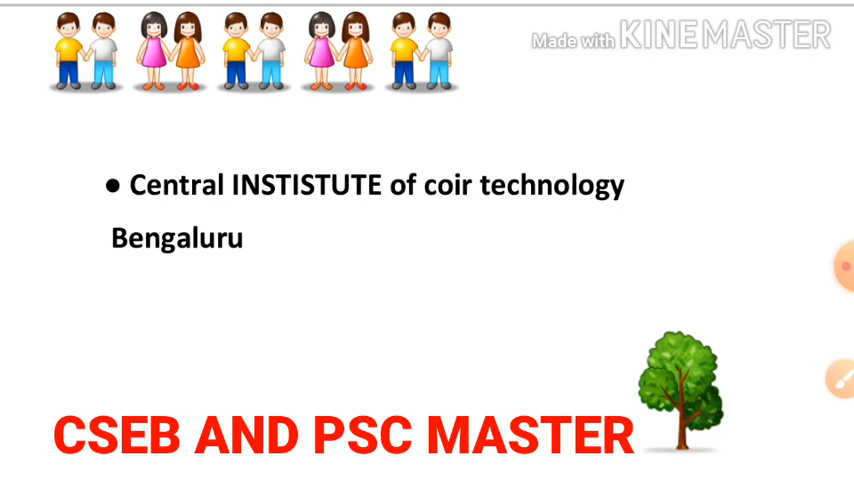 Made with KINEMASTER
● Central INSTISTUTE of coir technology
Bengaluru
CSEB AND PSC MASTER